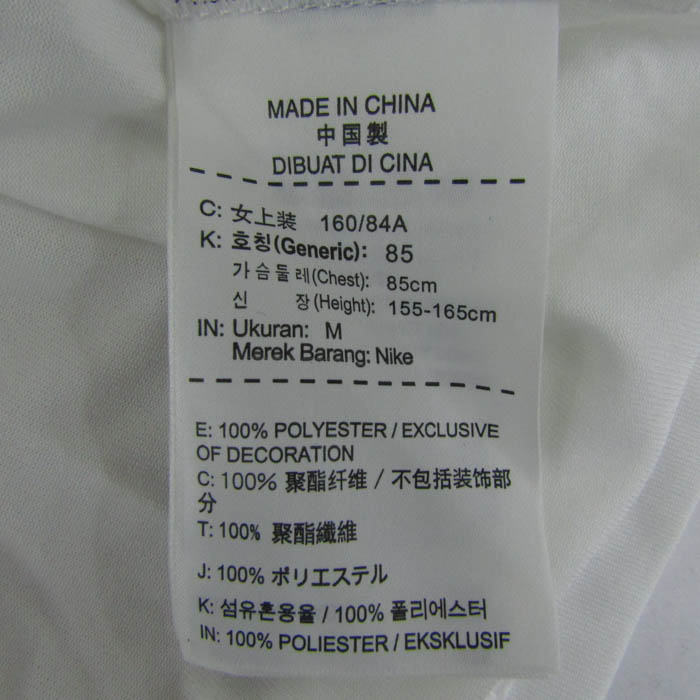 MADE IN CHINA
中国製
DIBUAT DI CINA
C: 女上装 160/84A
K: 호칭(Generic): 85
가슴둘레(Chest): 85cm
신 장(Height): 155-165cm
IN: Ukuran: M
Merek Barang: Nike
E: 100% POLYESTER / EXCLUSIVE
OF DECORATION
C: 100% 聚酯纤维 / 不包括装饰部
分
T: 100% 聚酯纖維
J: 100% ポリエステル
K: 섬유혼용율 / 100% 폴리에스터
IN: 100% POLIESTER / EKSKLUSIF